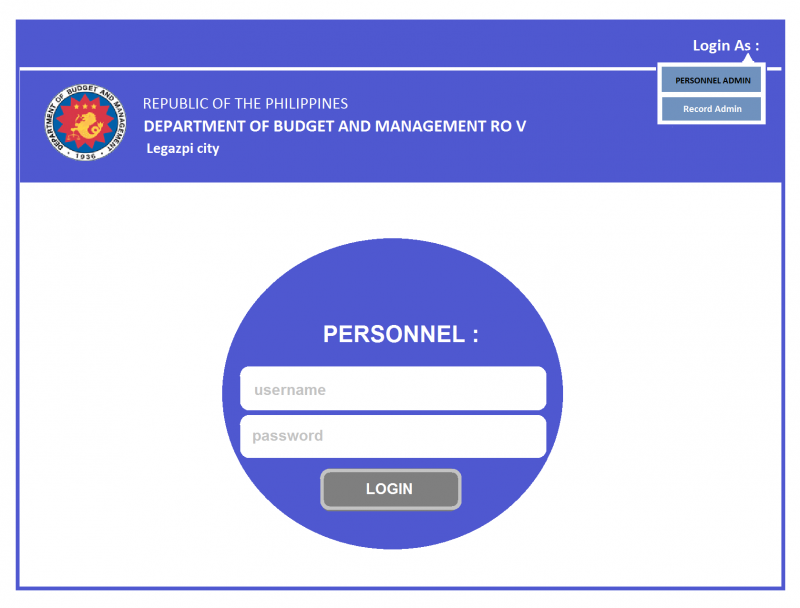 Login As :
PERSONNEL ADMIN
Record Admin
DEPARTMENT OF BUDGET AND MANAGEMENT
1936
REPUBLIC OF THE PHILIPPINES
DEPARTMENT OF BUDGET AND MANAGEMENT RO V
Legazpi city
PERSONNEL :
username
password
LOGIN